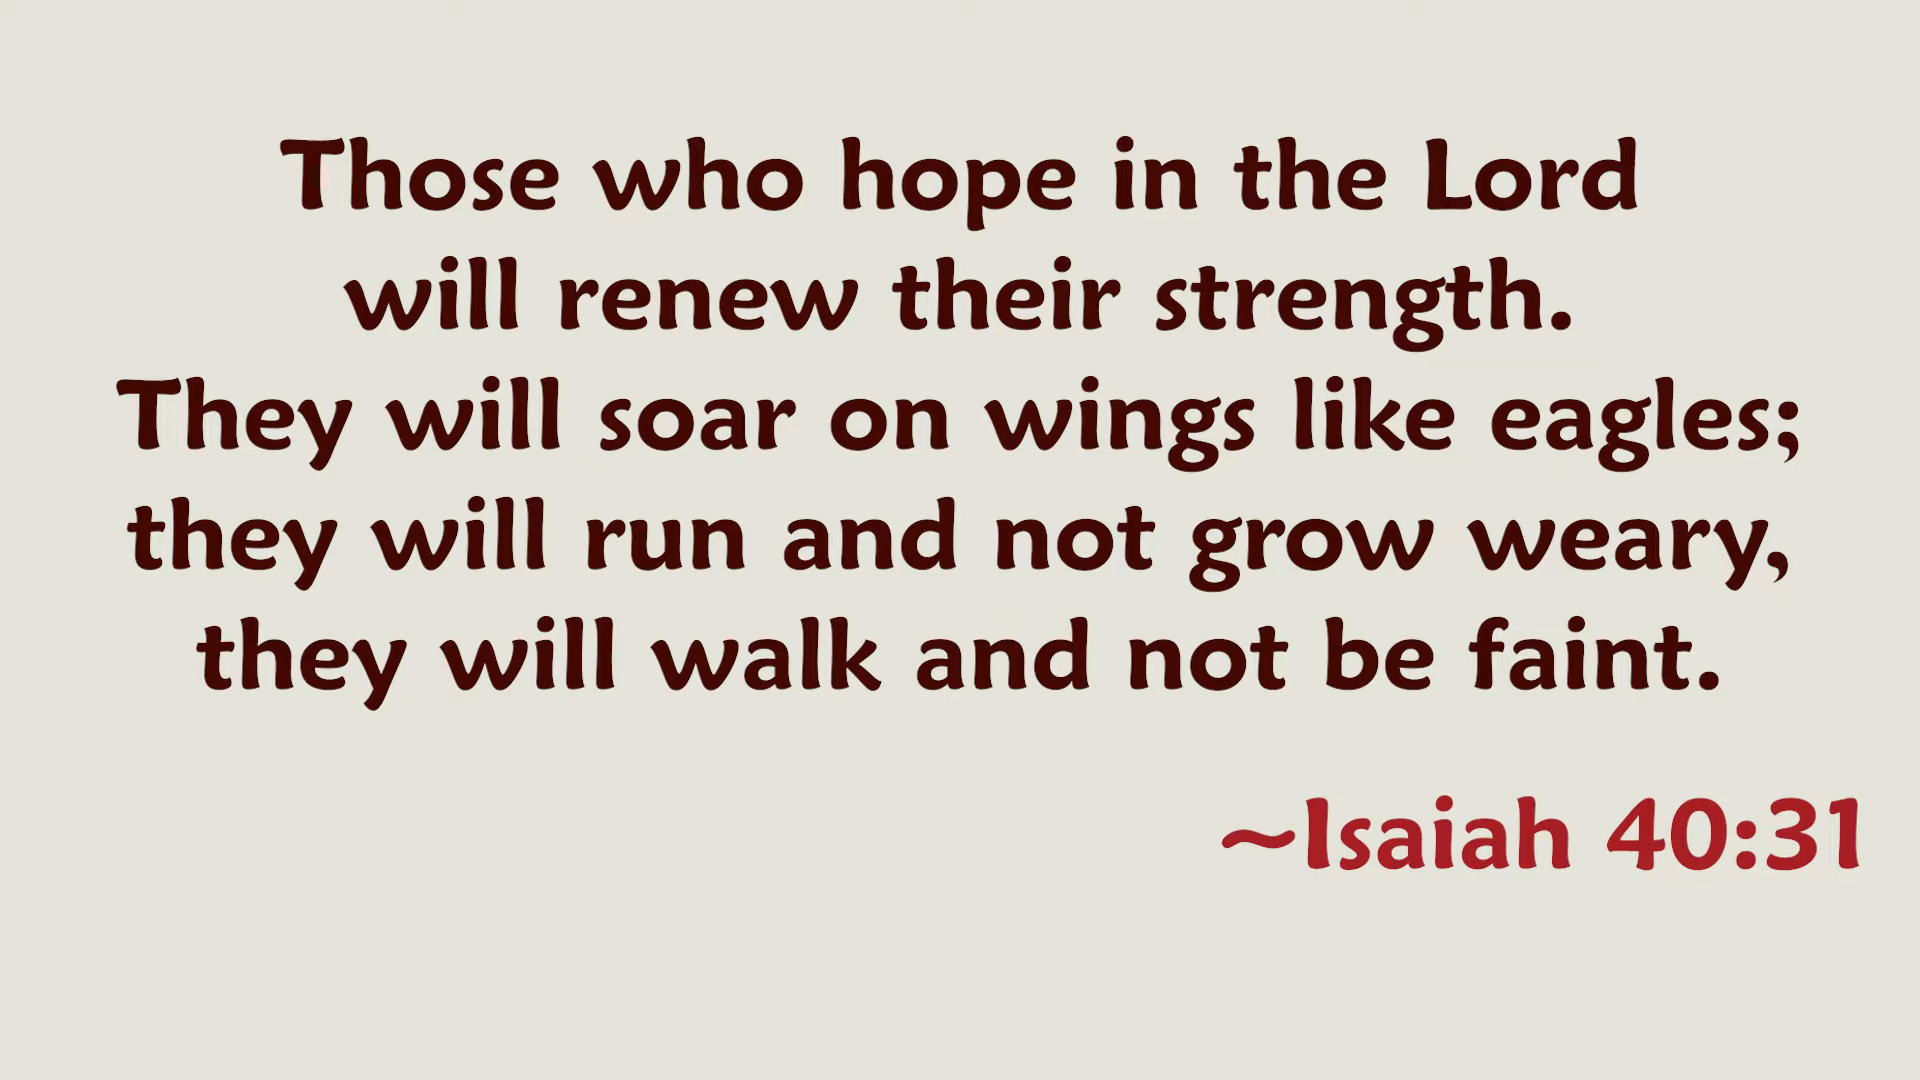 Those who hope in the Lord
will renew their strength.
They will soar on wings like eagles;
they will run and not grow weary,
they will walk and not be faint.
~Isaiah 40:31